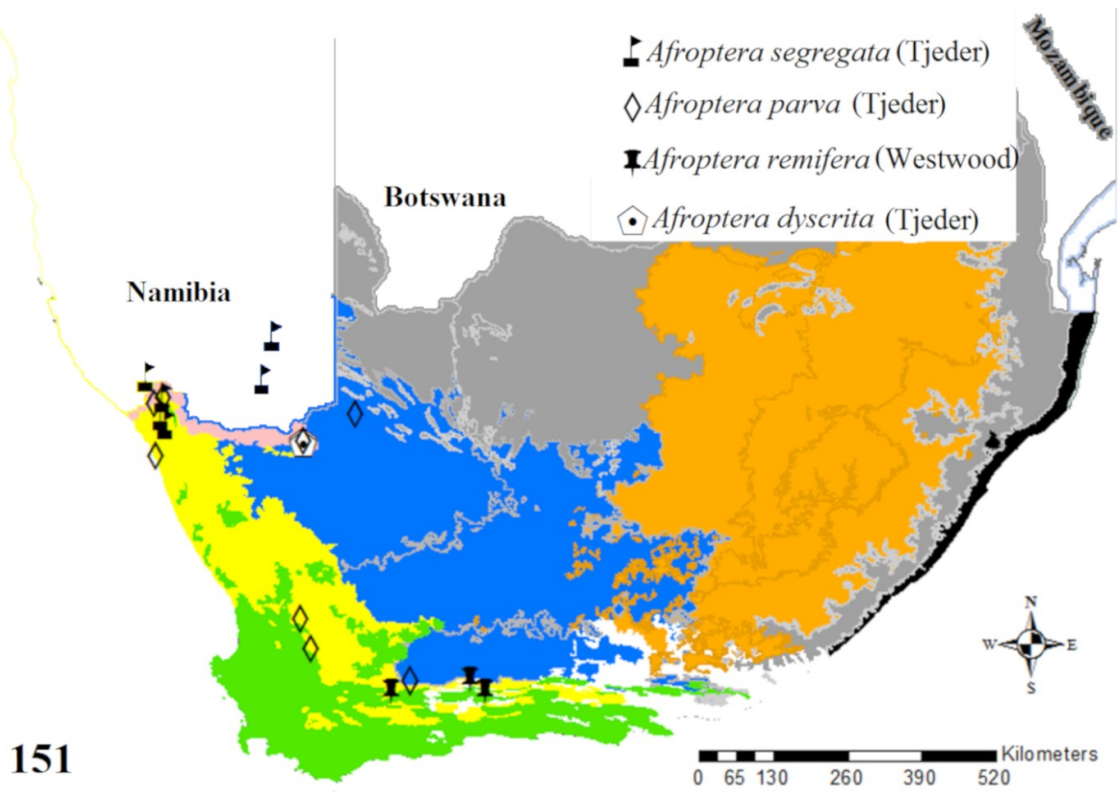 Afroptera segregata (Tjeder)
Afroptera parva (Tjeder)
Afroptera remifera (Westwood)
Afroptera dyscrita (Tjeder)
Mozambique
Botswana
Namibia
N
W E
S
151
Kilometers
0 65 130 260 390 520